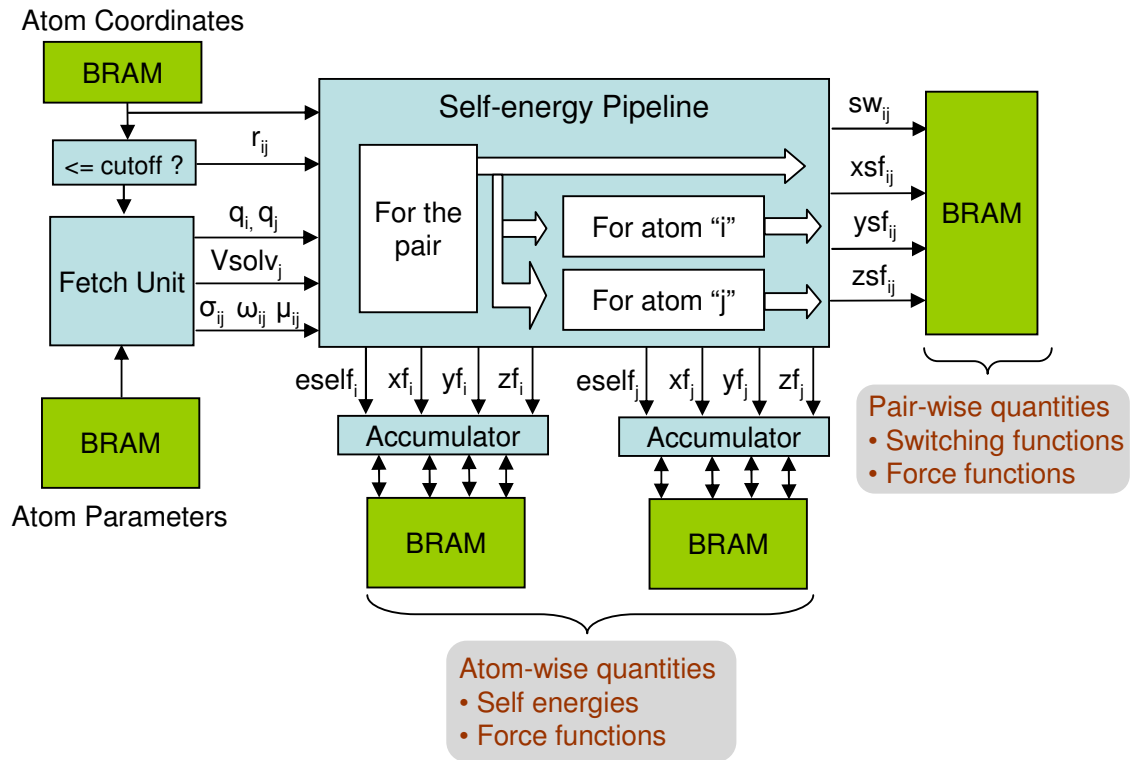 Atom Coordinates
BRAM
<= cutoff ?
r_ij
Fetch Unit
q_i, q_j
Vsolv_j
σ_ij ω_ij μ_ij
BRAM
Atom Parameters
Self-energy Pipeline
For the
pair
For atom “i”
For atom “j”
sw_ij
xsf_ij
ysf_ij
zsf_ij
BRAM
eself_i xf_i yf_i zf_i
eself_j xf_j yf_j zf_j
Accumulator
Accumulator
BRAM
BRAM
Pair-wise quantities
• Switching functions
• Force functions
Atom-wise quantities
• Self energies
• Force functions